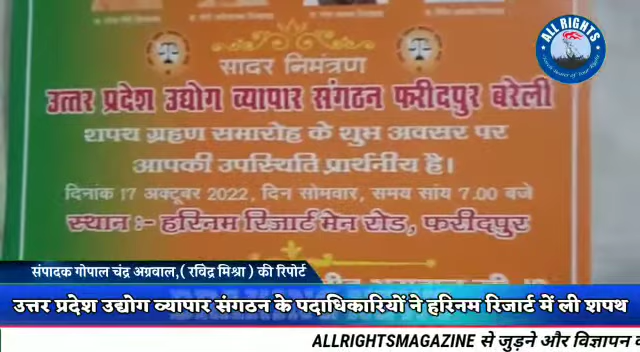 ALL RIGHTS
सादर निमंत्रण
उत्तर प्रदेश उद्योग व्यापार संगठन फरीदपुर बरेली
शपथ ग्रहण समारोह के शुभ अवसर पर
आपकी उपस्थिति प्रार्थनीय है।
दिनांक 17 अक्टूबर 2022, दिन सोमवार, समय सांय 7.00 बजे
स्थान :- हरिनम रिजार्ट मेन रोड, फरीदपुर
संपादक गोपाल चंद्र अग्रवाल,( रविंद्र मिश्रा ) की रिपोर्ट
उत्तर प्रदेश उद्योग व्यापार संगठन के पदाधिकारियों ने हरिनम रिजार्ट में ली शपथ
ALLRIGHTSMAGAZINE से जुड़ने और विज्ञापन